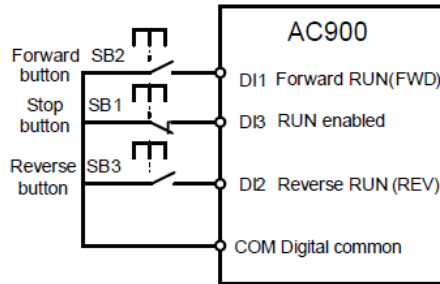 AC900
Forward SB2
button
DI1 Forward RUN(FWD)
Stop SB1
button
DI3 RUN enabled
Reverse SB3
button
DI2 Reverse RUN (REV)
COM Digital common